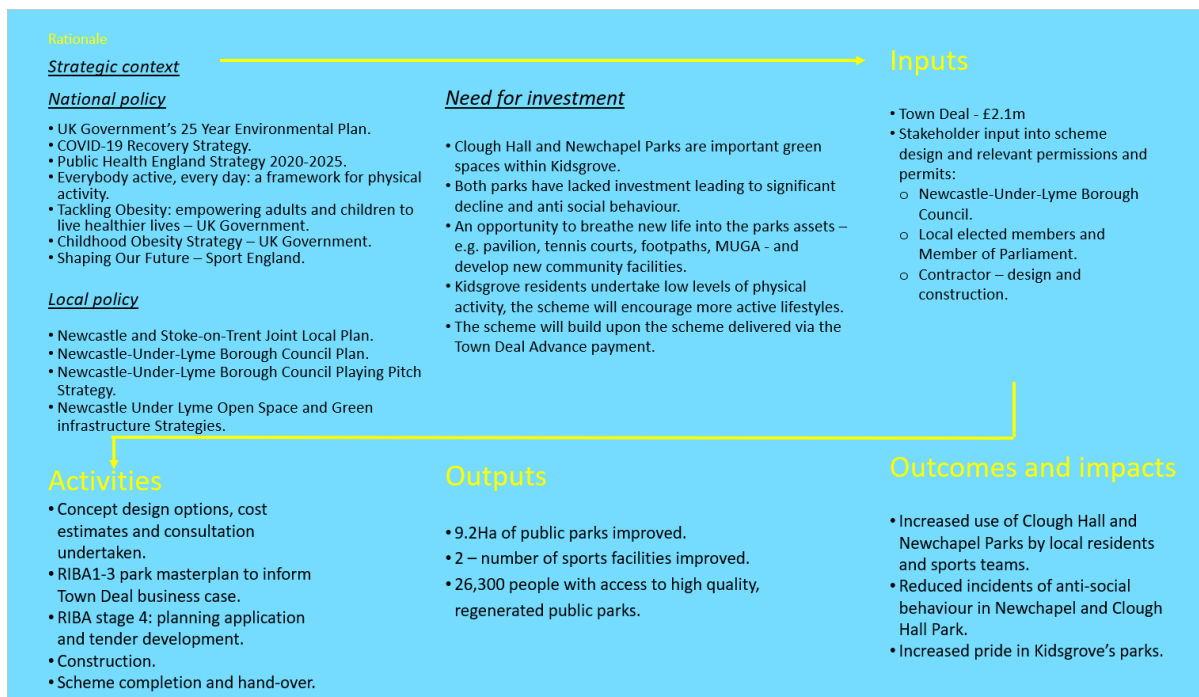 Rationale
Strategic context
National policy
• UK Government's 25 Year Environmental Plan.
• COVID-19 Recovery Strategy.
• Public Health England Strategy 2020-2025.
• Everybody active, every day: a framework for physical
activity.
• Tackling Obesity: empowering adults and children to
live healthier lives – UK Government.
• Childhood Obesity Strategy – UK Government.
• Shaping Our Future – Sport England.
Local policy
• Newcastle and Stoke-on-Trent Joint Local Plan.
• Newcastle-Under-Lyme Borough Council Plan.
• Newcastle-Under-Lyme Borough Council Playing Pitch
Strategy.
• Newcastle Under Lyme Open Space and Green
infrastructure Strategies.
Need for investment
• Clough Hall and Newchapel Parks are important green
spaces within Kidsgrove.
• Both parks have lacked investment leading to significant
decline and anti social behaviour.
• An opportunity to breathe new life into the parks assets –
e.g. pavilion, tennis courts, footpaths, MUGA - and
develop new community facilities.
• Kidsgrove residents undertake low levels of physical
activity, the scheme will encourage more active lifestyles.
• The scheme will build upon the scheme delivered via the
Town Deal Advance payment.
Inputs
• Town Deal - £2.1m
• Stakeholder input into scheme
design and relevant permissions and
permits:
o Newcastle-Under-Lyme Borough
Council.
o Local elected members and
Member of Parliament.
o Contractor – design and
construction.
Activities
• Concept design options, cost
estimates and consultation
undertaken.
• RIBA1-3 park masterplan to inform
Town Deal business case.
• RIBA stage 4: planning application
and tender development.
• Construction.
• Scheme completion and hand-over.
Outputs
• 9.2Ha of public parks improved.
• 2 – number of sports facilities improved.
• 26,300 people with access to high quality,
regenerated public parks.
Outcomes and impacts
• Increased use of Clough Hall and
Newchapel Parks by local residents
and sports teams.
• Reduced incidents of anti-social
behaviour in Newchapel and Clough
Hall Park.
• Increased pride in Kidsgrove's parks.